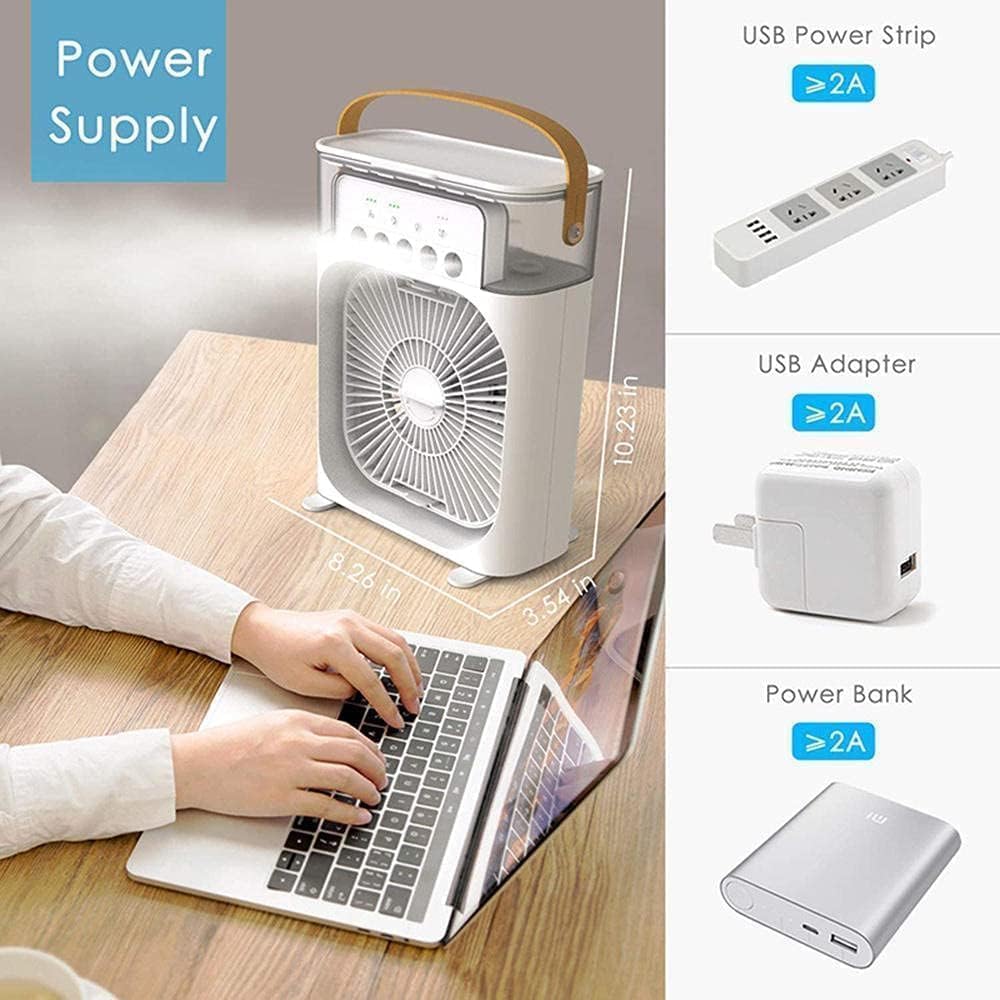 Power
Supply
10.23 in
8.26 in
3.54 in
USB Power Strip
⩾2A
USB Adapter
⩾2A
Power Bank
⩾2A